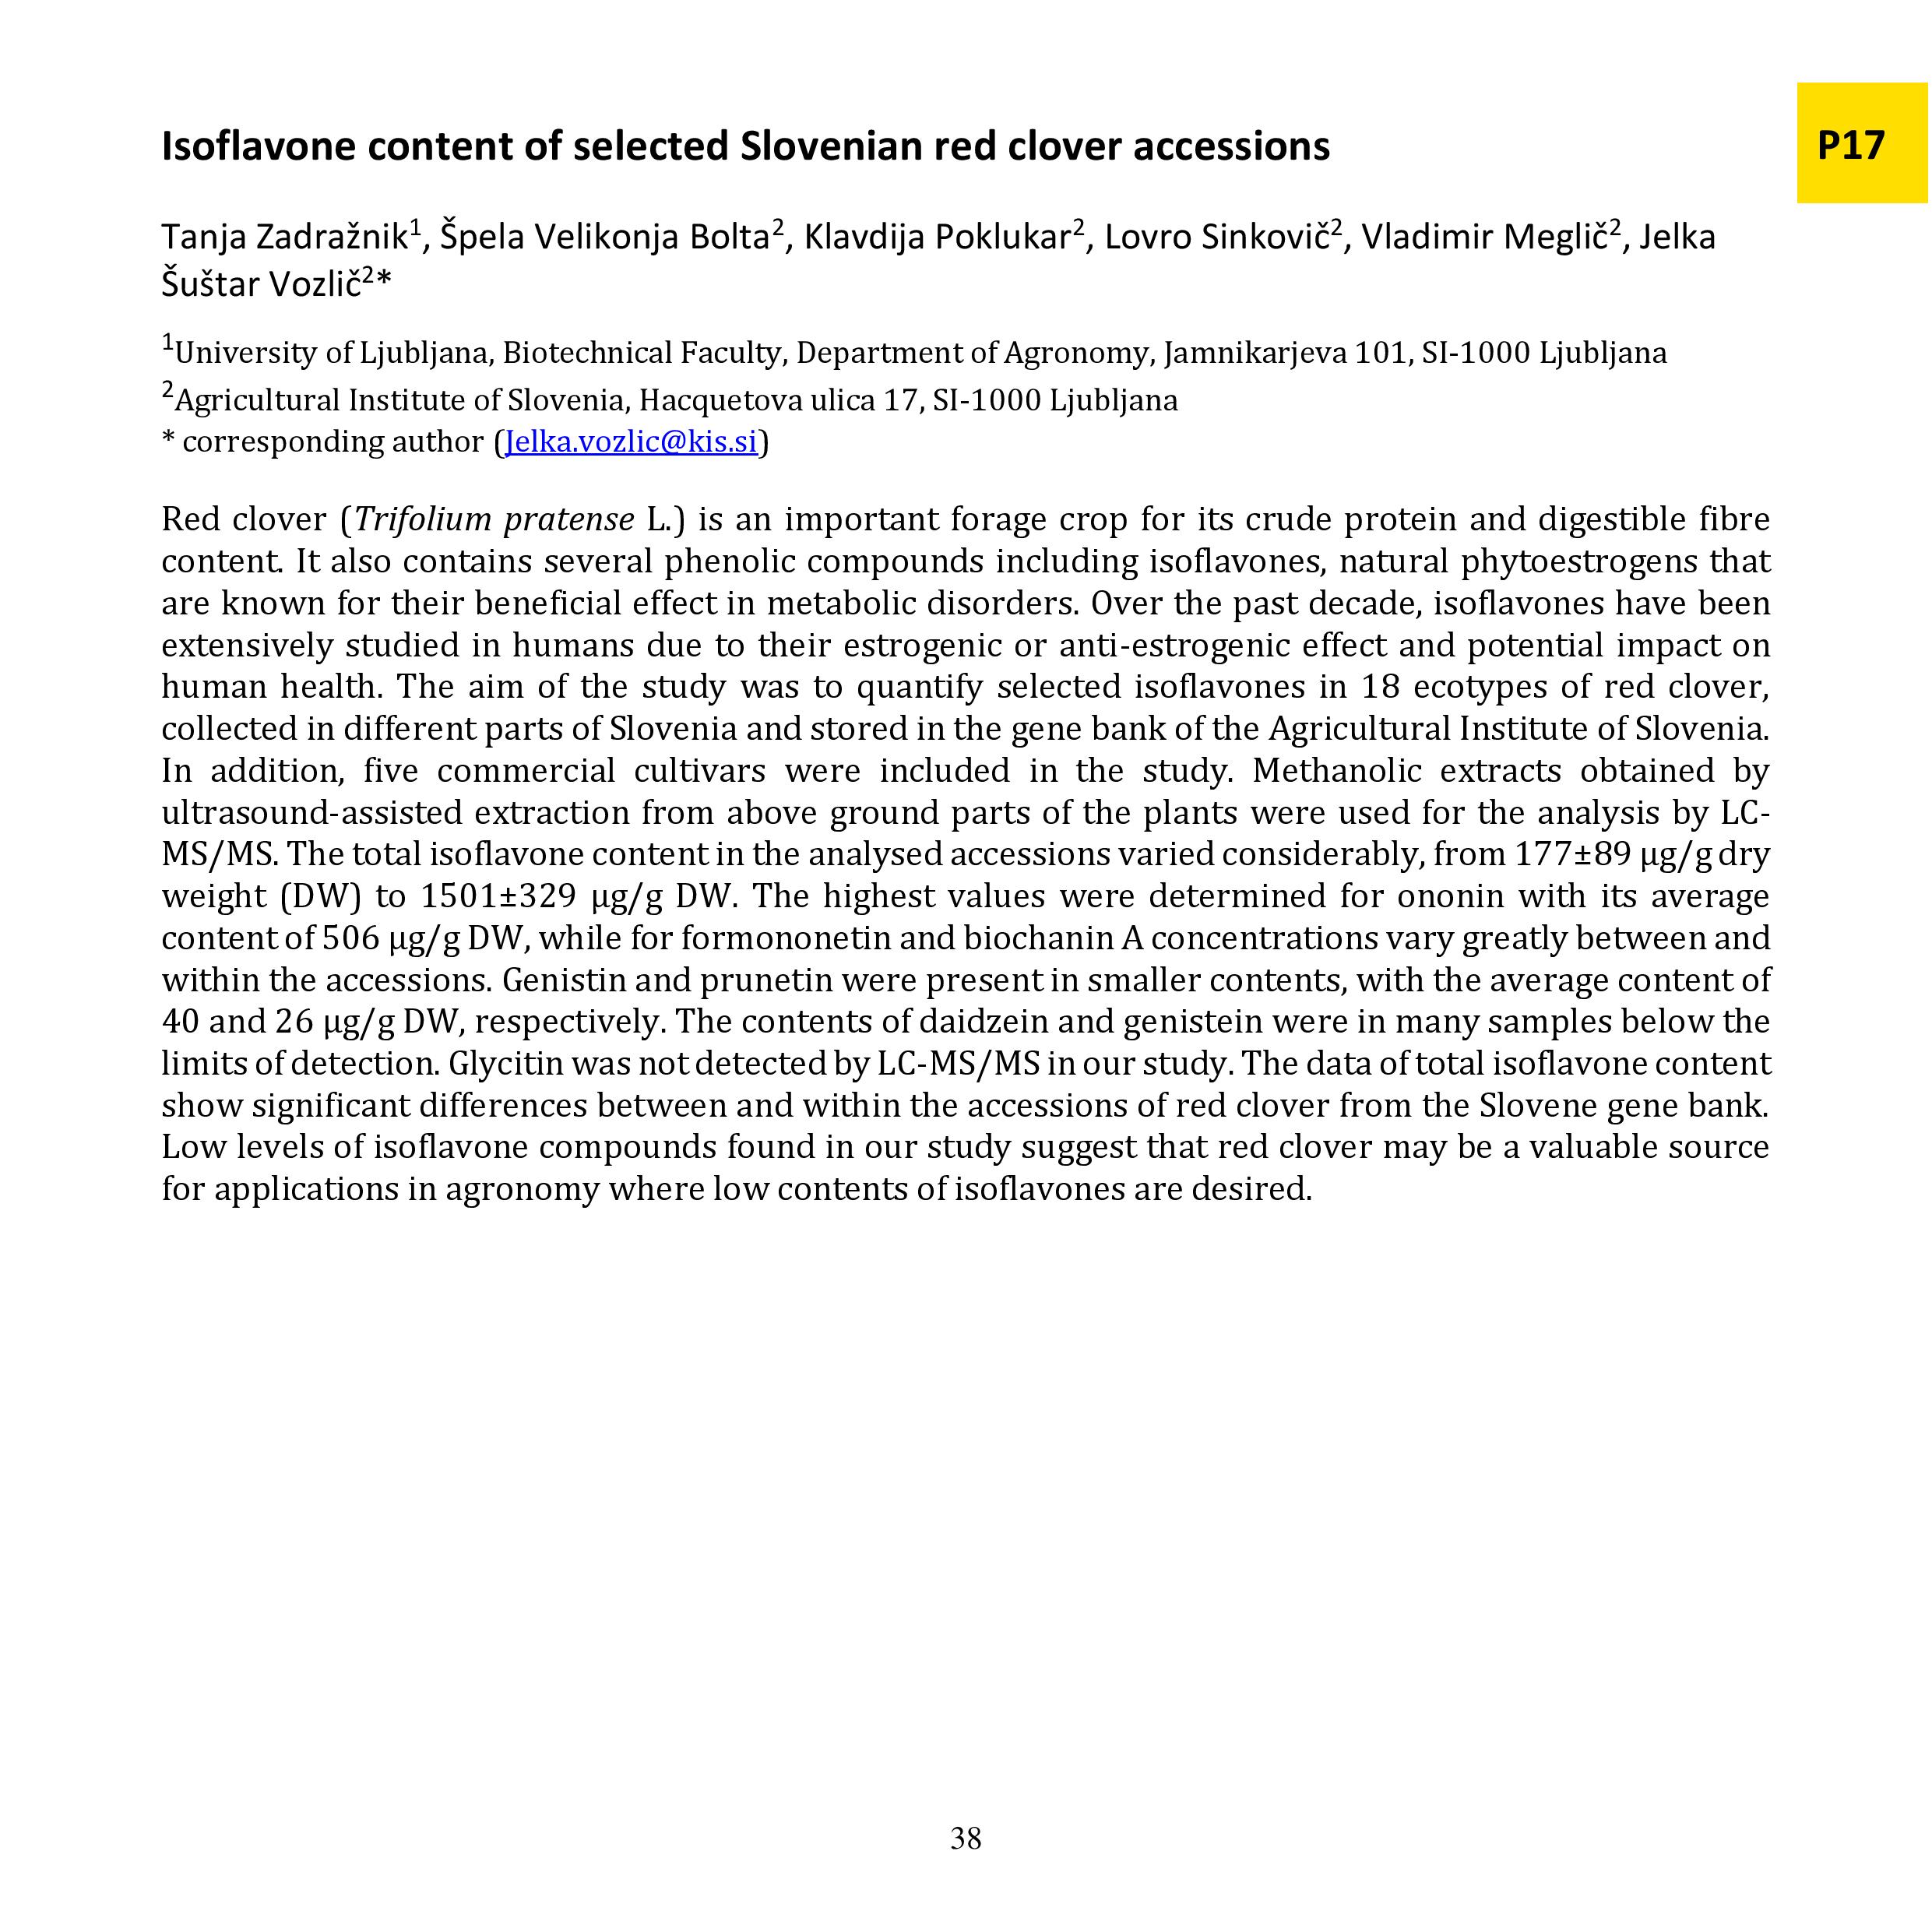 Isoflavone content of selected Slovenian red clover accessions
P17
Tanja Zadražnik1, Špela Velikonja Bolta2, Klavdija Poklukar2, Lovro Sinkovič2, Vladimir Meglič2, Jelka
Šuštar Vozlič2*
1University of Ljubljana, Biotechnical Faculty, Department of Agronomy, Jamnikarjeva 101, SI-1000 Ljubljana
2Agricultural Institute of Slovenia, Hacquetova ulica 17, SI-1000 Ljubljana
* corresponding author (Jelka.vozlic@kis.si)
Red clover (Trifolium pratense L.) is an important forage crop for its crude protein and digestible fibre
content. It also contains several phenolic compounds including isoflavones, natural phytoestrogens that
are known for their beneficial effect in metabolic disorders. Over the past decade, isoflavones have been
extensively studied in humans due to their estrogenic or anti-estrogenic effect and potential impact on
human health. The aim of the study was to quantify selected isoflavones in 18 ecotypes of red clover,
collected in different parts of Slovenia and stored in the gene bank of the Agricultural Institute of Slovenia.
In addition, five commercial cultivars were included in the study. Methanolic extracts obtained by
ultrasound-assisted extraction from above ground parts of the plants were used for the analysis by LC-
MS/MS. The total isoflavone content in the analysed accessions varied considerably, from 177±89 µg/g dry
weight (DW) to 1501±329 µg/g DW. The highest values were determined for ononin with its average
content of 506 µg/g DW, while for formononetin and biochanin A concentrations vary greatly between and
within the accessions. Genistin and prunetin were present in smaller contents, with the average content of
40 and 26 µg/g DW, respectively. The contents of daidzein and genistein were in many samples below the
limits of detection. Glycitin was not detected by LC-MS/MS in our study. The data of total isoflavone content
show significant differences between and within the accessions of red clover from the Slovene gene bank.
Low levels of isoflavone compounds found in our study suggest that red clover may be a valuable source
for applications in agronomy where low contents of isoflavones are desired.
38